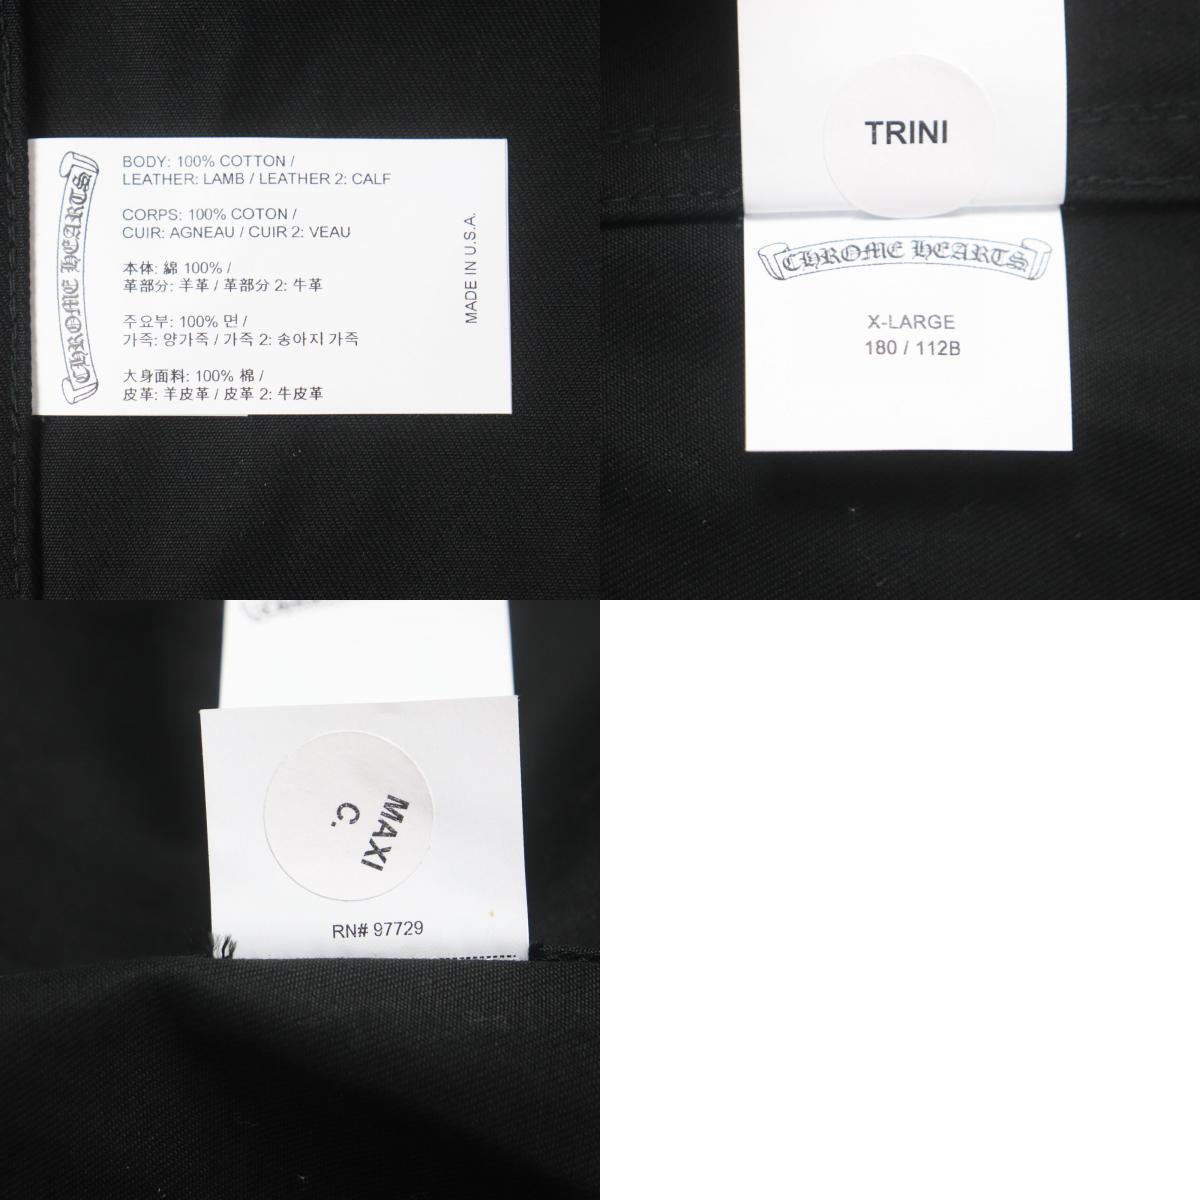 CHROME HEARTS
BODY: 100% COTTON /
LEATHER: LAMB / LEATHER 2: CALF
CORPS: 100% COTON /
CUIR: AGNEAU / CUIR 2: VEAU
本体: 綿 100% /
革部分: 羊革 / 革部分 2: 牛革
주요부: 100% 면 /
가죽: 양가죽 / 가죽 2: 송아지 가죽
大身面料: 100% 棉 /
皮革: 羊皮革 / 皮革 2: 牛皮革
MADE IN U.S.A.
TRINI
CHROME HEARTS
X-LARGE
180 / 112B
MAXI
C.
RN# 97729